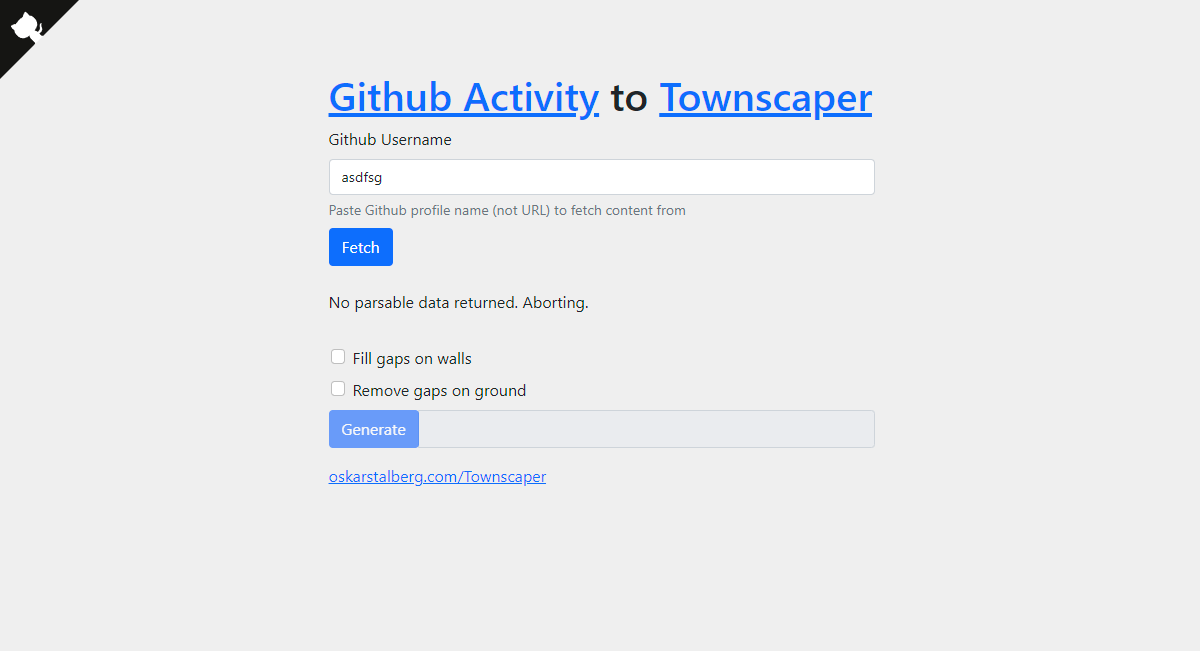 Github Activity to Townscaper
Github Username
asdfsg
Paste Github profile name (not URL) to fetch content from
Fetch
No parsable data returned. Aborting.
Fill gaps on walls
Remove gaps on ground
Generate
oskarstalberg.com/Townscaper